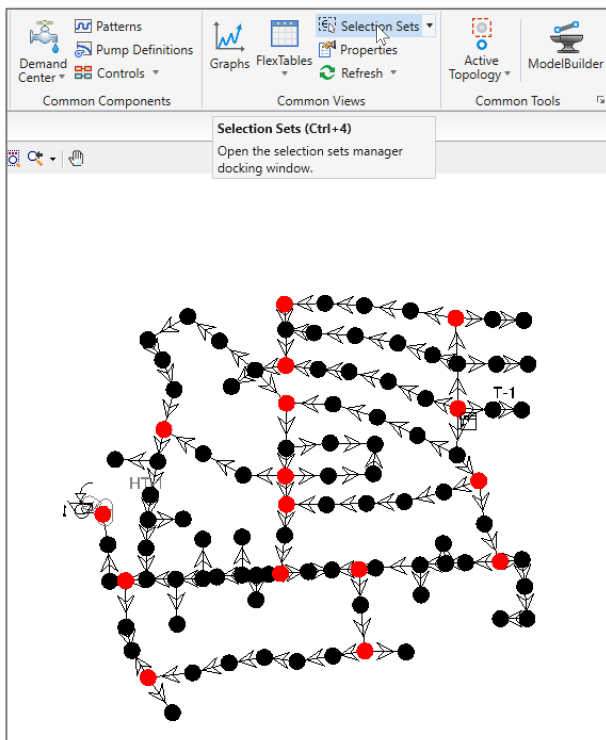 Patterns
Selection Sets
Demand
Center
Pump Definitions
Controls
Graphs
FlexTables
Properties
Refresh
Active
Topology
ModelBuilder
Common Components
Common Views
Common Tools
Selection Sets (Ctrl+4)
Open the selection sets manager
docking window.
T-1